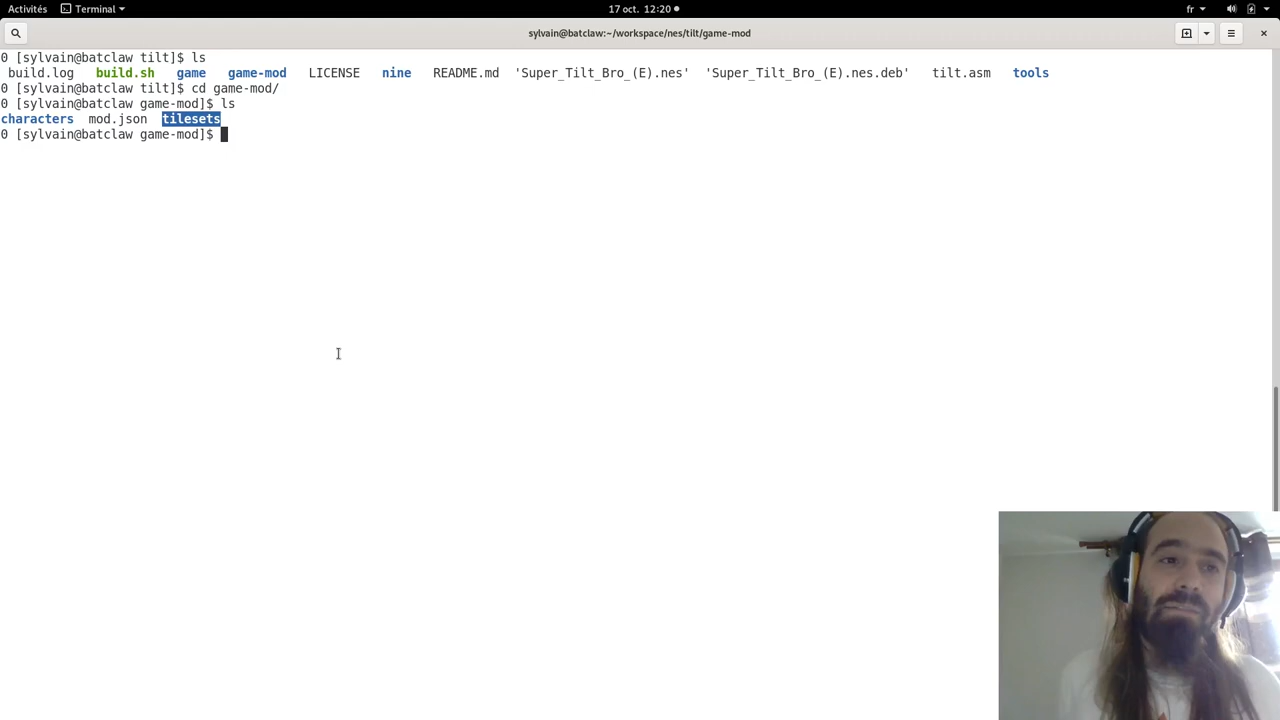 Activités Terminal 17 oct. 12:20 fr
sylvain@batclaw:~/workspace/nes/tilt/game-mod
0 [sylvain@batclaw tilt]$ ls
build.log build.sh game game-mod LICENSE nine README.md 'Super_Tilt_Bro_(E).nes' 'Super_Tilt_Bro_(E).nes.deb' tilt.asm tools
0 [sylvain@batclaw tilt]$ cd game-mod/
0 [sylvain@batclaw game-mod]$ ls
characters mod.json tilesets
0 [sylvain@batclaw game-mod]$